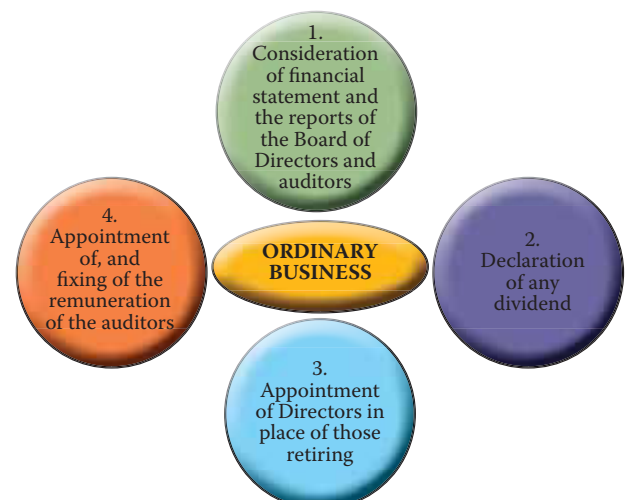 1.
Consideration
of financial
statement and
the reports of
the Board of
Directors and
auditors
4.
Appointment
of, and
fixing of the
remuneration
of the auditors
ORDINARY
BUSINESS
2.
Declaration
of any
dividend
3.
Appointment
of Directors in
place of those
retiring